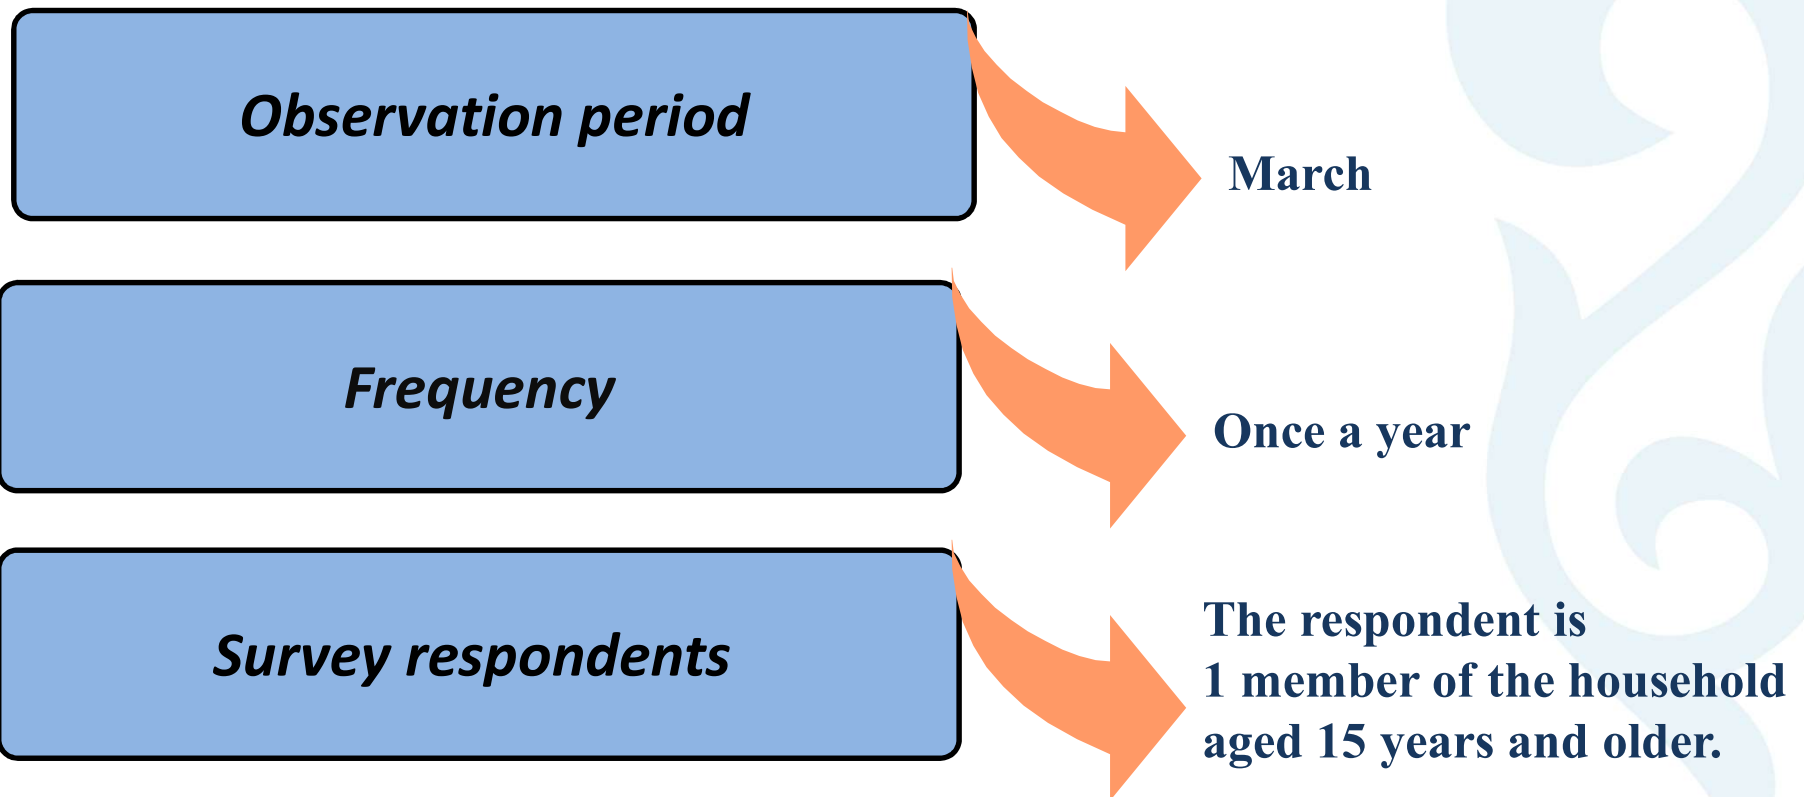 Observation period
March
Frequency
Once a year
Survey respondents
The respondent is
1 member of the household
aged 15 years and older.